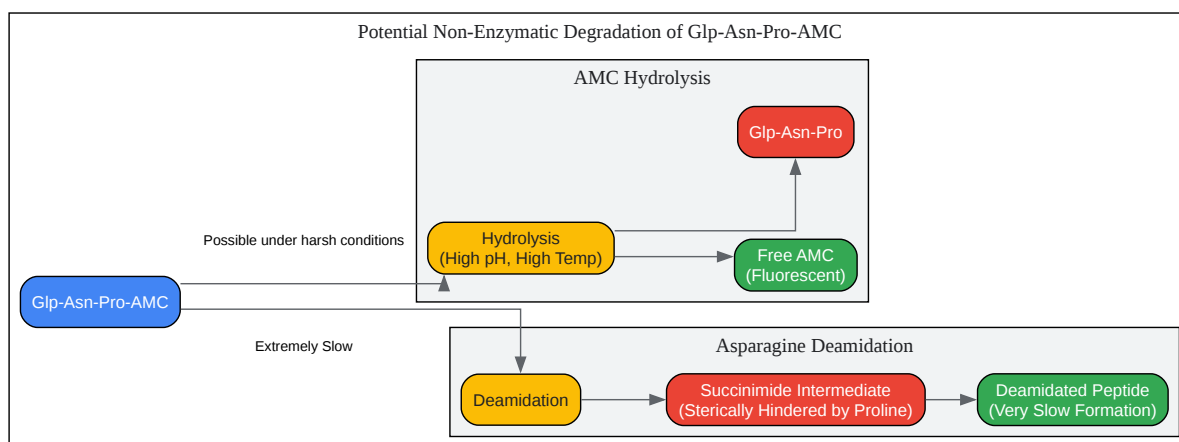 Potential Non-Enzymatic Degradation of Glp-Asn-Pro-AMC
AMC Hydrolysis
Glp-Asn-Pro
Possible under harsh conditions
Hydrolysis
(High pH, High Temp)
Free AMC
(Fluorescent)
Glp-Asn-Pro-AMC
Extremely Slow
Asparagine Deamidation
Deamidation
Succinimide Intermediate
(Sterically Hindered by Proline)
Deamidated Peptide
(Very Slow Formation)